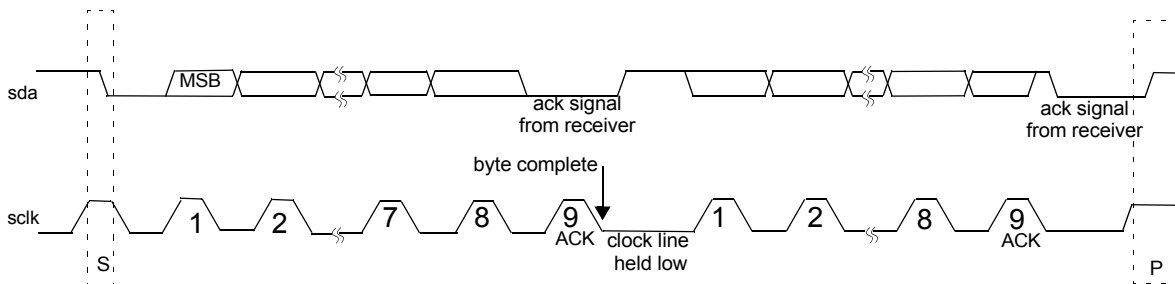 MSB
sda
ack signal
from receiver
ack signal
from receiver
byte complete
sclk
1
2
7
8
9
ACK
clock line
held low
1
2
8
9
ACK
S
P